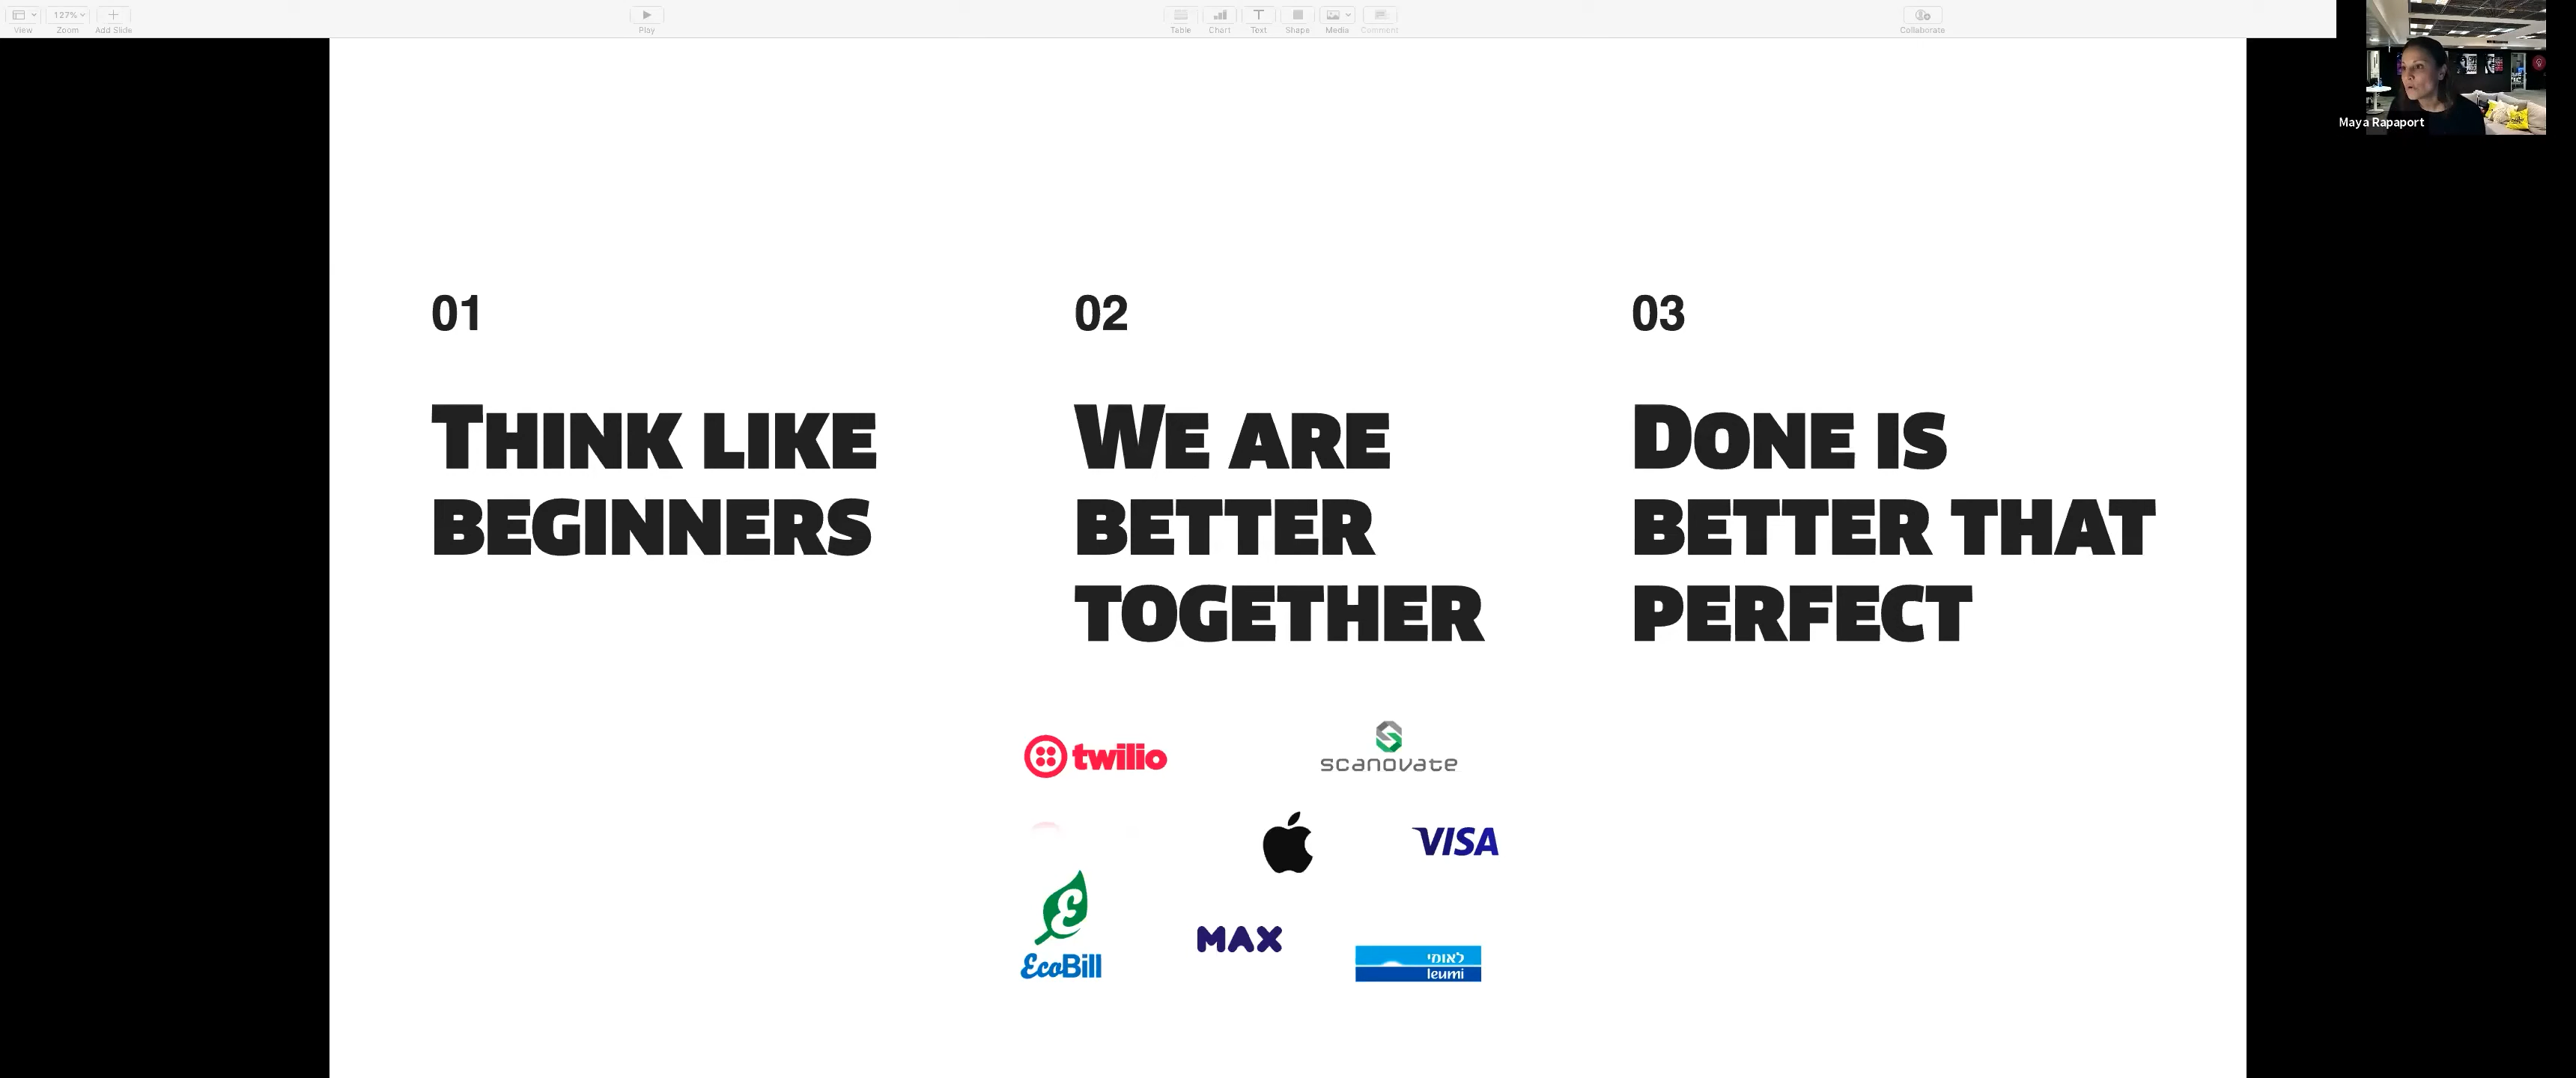 127%
View
Zoom
Add Slide
Play
Table
Chart
Text
Shape
Media
Comment
Collaborate
Maya Rapaport
01
THINK LIKE
BEGINNERS
02
WE ARE
BETTER
TOGETHER
03
DONE IS
BETTER THAT
PERFECT
twilio
scanovate
VISA
EcoBill
MAX
לאומי
leumi